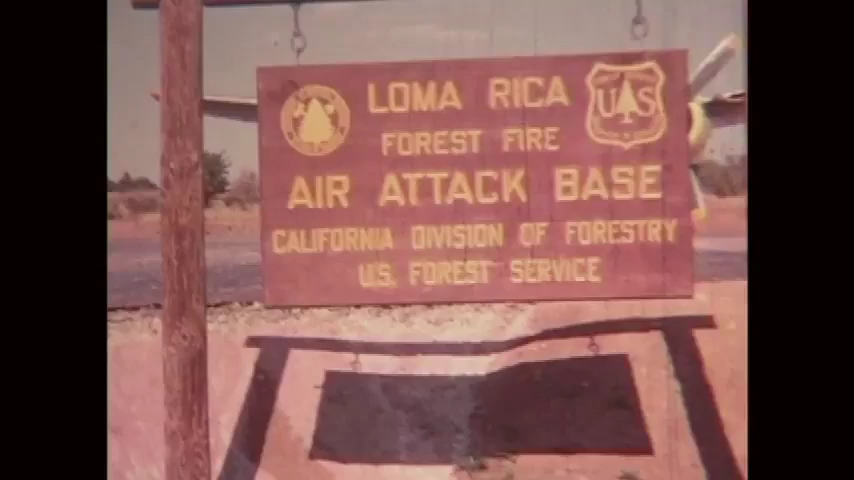 LOMA RICA
FOREST FIRE
AIR ATTACK BASE
CALIFORNIA DIVISION OF FORESTRY
U.S. FOREST SERVICE
US